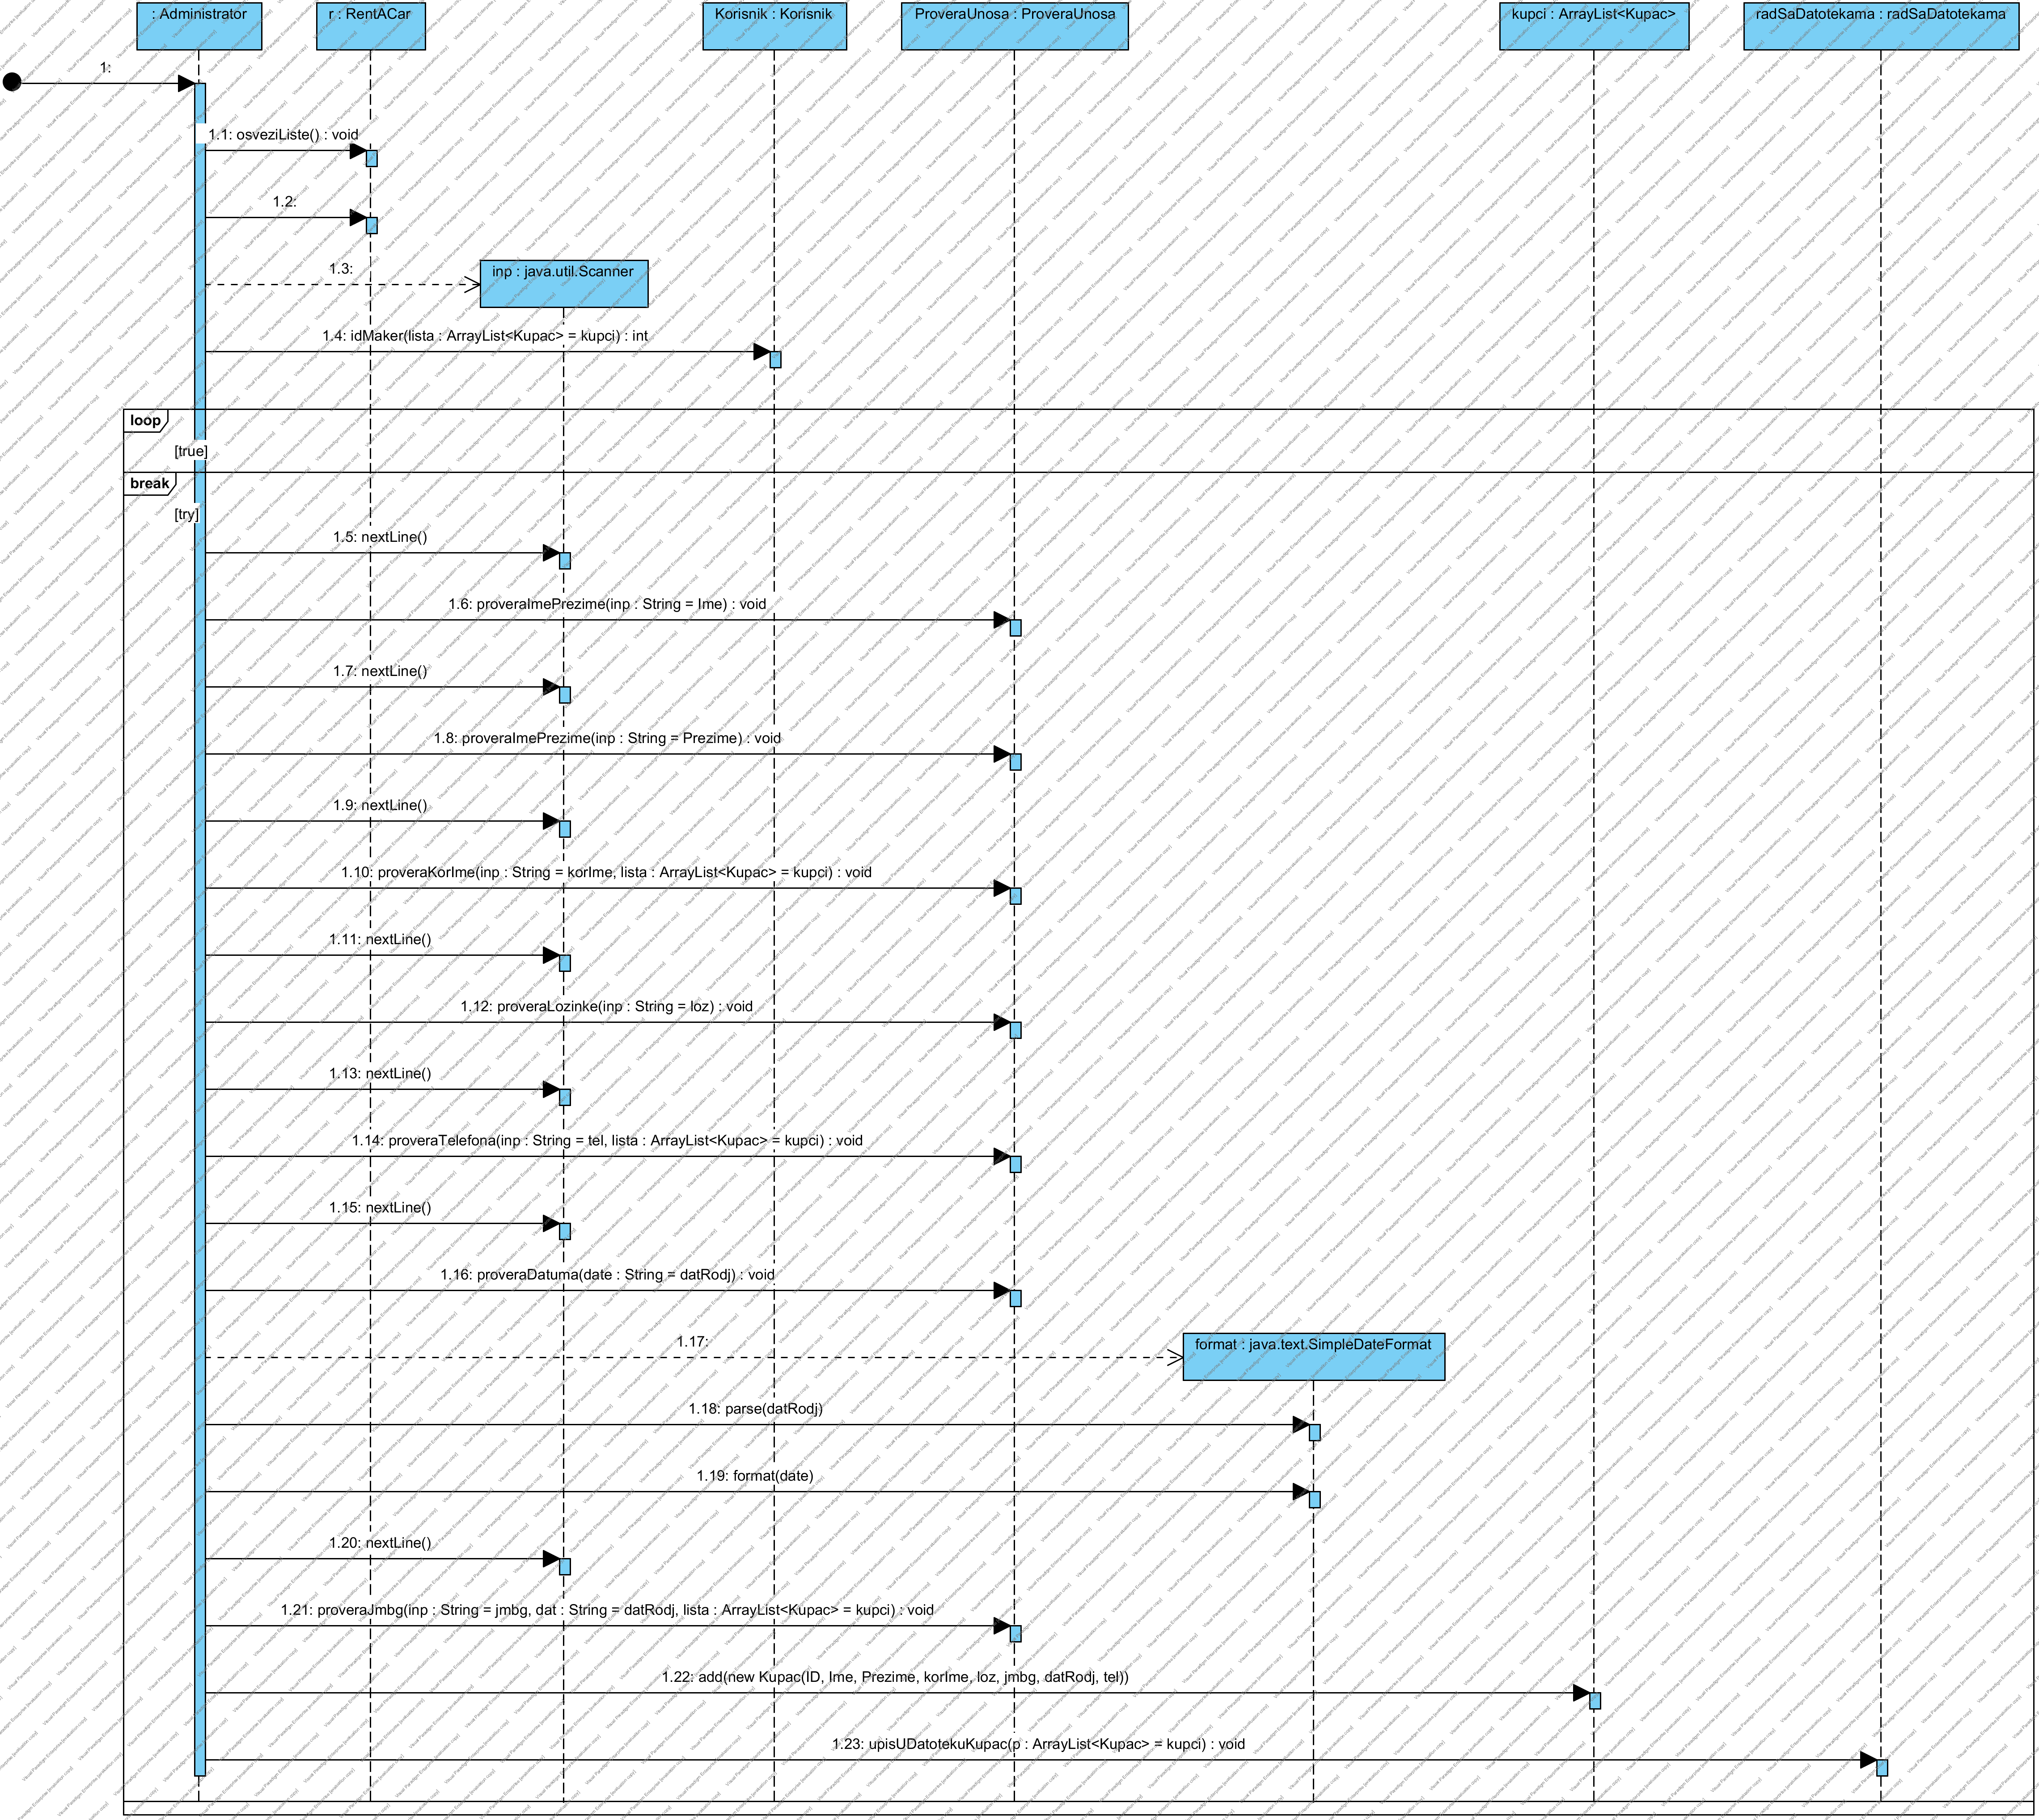 : Administrator
r : RentACar
Korisnik : Korisnik
ProveraUnosa : ProveraUnosa
kupci : ArrayList<Kupac>
radSaDatotekama : radSaDatotekama
1:
1.1: osveziListe() : void
1.2:
1.3:
inp : java.util.Scanner
1.4: idMaker(lista : ArrayList<Kupac> = kupci) : int
loop
[true]
break
[try]
1.5: nextLine()
1.6: proveraImePrezime(inp : String = Ime) : void
1.7: nextLine()
1.8: proveraImePrezime(inp : String = Prezime) : void
1.9: nextLine()
1.10: proveraKorIme(inp : String = korIme, lista : ArrayList<Kupac> = kupci) : void
1.11: nextLine()
1.12: proveraLozinke(inp : String = loz) : void
1.13: nextLine()
1.14: proveraTelefona(inp : String = tel, lista : ArrayList<Kupac> = kupci) : void
1.15: nextLine()
1.16: proveraDatuma(date : String = datRodj) : void
1.17:
format : java.text.SimpleDateFormat
1.18: parse(datRodj)
1.19: format(date)
1.20: nextLine()
1.21: proveraJmbg(inp : String = jmbg, dat : String = datRodj, lista : ArrayList<Kupac> = kupci) : void
1.22: add(new Kupac(ID, Ime, Prezime, korIme, loz, jmbg, datRodj, tel))
1.23: upisUDatotekuKupac(p : ArrayList<Kupac> = kupci) : void